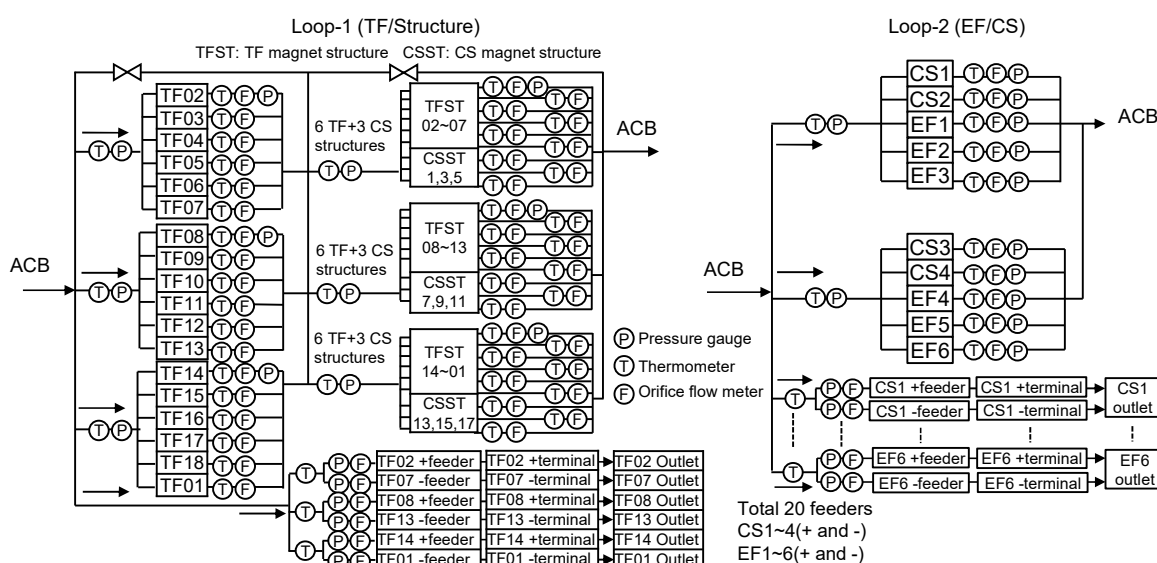 Loop-1 (TF/Structure)
TFST: TF magnet structure CSST: CS magnet structure
ACB
T P
TF02 T F P
TF03 T F
TF04 T F
TF05 T F
TF06 T F
TF07 T F
T P
TF08 T F P
TF09 T F
TF10 T F
TF11 T F
TF12 T F
TF13 T F
T P
TF14 T F P
TF15 T F
TF16 T F
TF17 T F
TF18 T F
TF01 T F
6 TF+3 CS
structures
T P
TFST
02~07
CSST
1,3,5
T F P
T F
T F
T F
T F
T F
T F
T F
T F
6 TF+3 CS
structures
T P
TFST
08~13
CSST
7,9,11
T F P
T F
T F
T F
T F
T F
T F
T F
T F
6 TF+3 CS
structures
T P
TFST
14~01
CSST
13,15,17
T F P
T F
T F
T F
T F
T F
T F
T F
T F
ACB
P Pressure gauge
T Thermometer
F Orifice flow meter
T P F TF02 +feeder TF02 +terminal TF02 Outlet
P F TF07 -feeder TF07 -terminal TF07 Outlet
T P F TF08 +feeder TF08 +terminal TF08 Outlet
P F TF13 -feeder TF13 -terminal TF13 Outlet
T P F TF14 +feeder TF14 +terminal TF14 Outlet
P F TF01 -feeder TF01 -terminal TF01 Outlet
Loop-2 (EF/CS)
ACB
T P
CS1 T F P
CS2 T F P
EF1 T F P
EF2 T F P
EF3 T F P
ACB
T P
CS3 T F P
CS4 T F P
EF4 T F P
EF5 T F P
EF6 T F P
T P F CS1 +feeder CS1 +terminal CS1
P F CS1 -feeder CS1 -terminal outlet
T P F EF6 +feeder EF6 +terminal EF6
P F EF6 -feeder EF6 -terminal outlet
Total 20 feeders
CS1~4(+ and -)
EF1~6(+ and -)